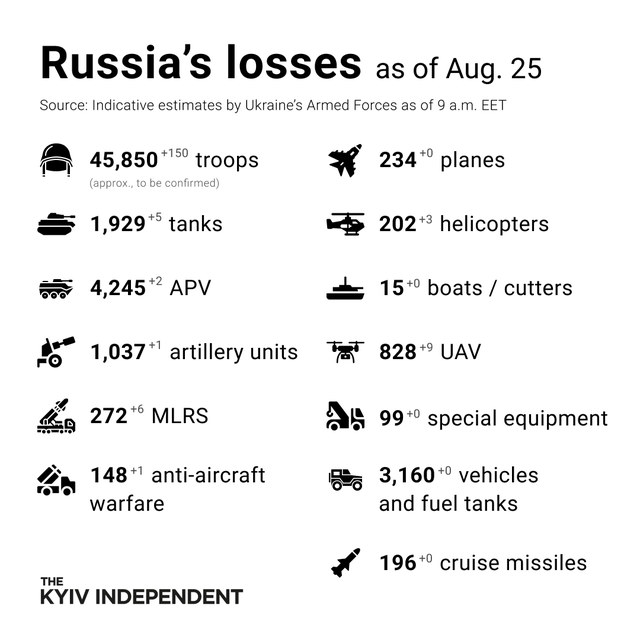 Russia's losses as of Aug. 25
Source: Indicative estimates by Ukraine's Armed Forces as of 9 a.m. EET
45,850 +150 troops
(approx., to be confirmed)
1,929 +5 tanks
4,245 +2 APV
1,037 +1 artillery units
272 +6 MLRS
148 +1 anti-aircraft
warfare
234 +0 planes
202 +3 helicopters
15 +0 boats / cutters
828 +9 UAV
99 +0 special equipment
3,160 +0 vehicles
and fuel tanks
196 +0 cruise missiles
THE
KYIV INDEPENDENT